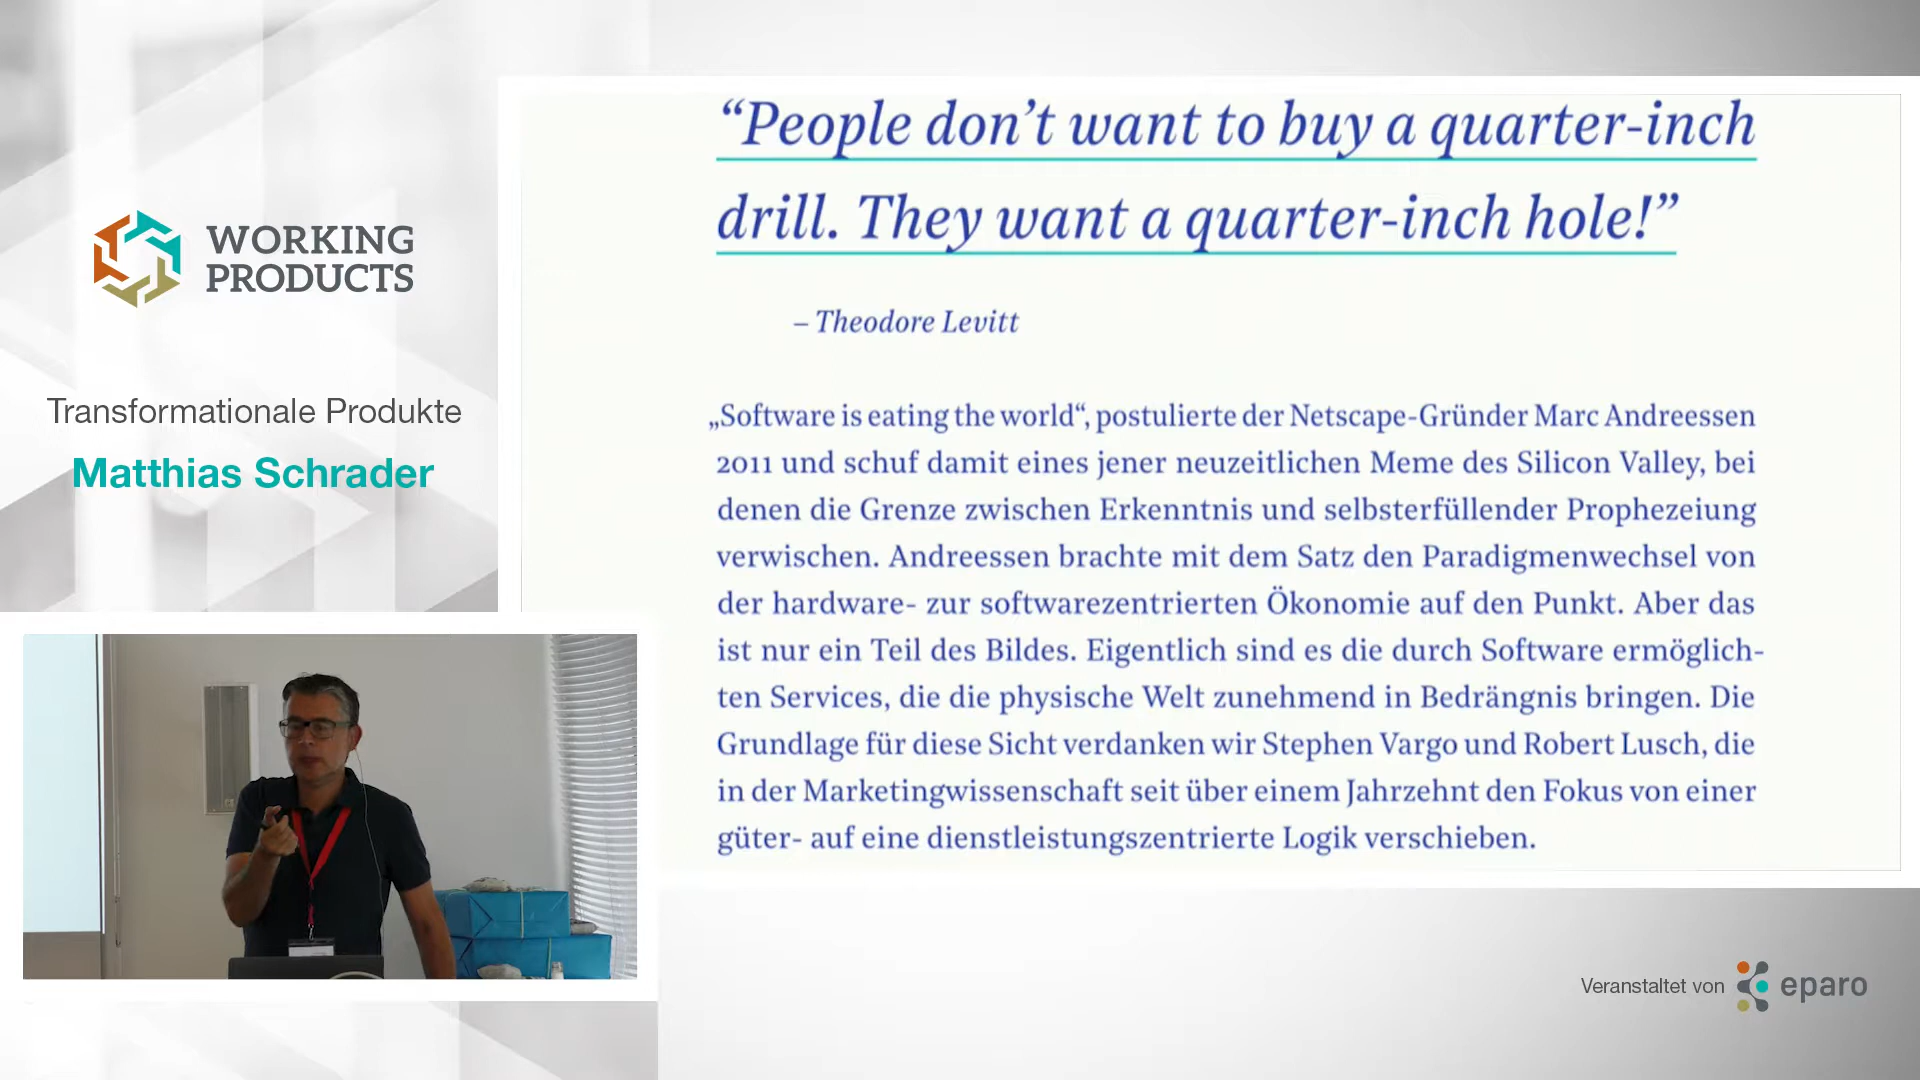 WORKING
PRODUCTS
Transformationale Produkte
Matthias Schrader
“People don’t want to buy a quarter-inch
drill. They want a quarter-inch hole!”
– Theodore Levitt
„Software is eating the world“, postulierte der Netscape-Gründer Marc Andreessen
2011 und schuf damit eines jener neuzeitlichen Meme des Silicon Valley, bei
denen die Grenze zwischen Erkenntnis und selbsterfüllender Prophezeiung
verwischen. Andreessen brachte mit dem Satz den Paradigmenwechsel von
der hardware- zur softwarezentrierten Ökonomie auf den Punkt. Aber das
ist nur ein Teil des Bildes. Eigentlich sind es die durch Software ermöglich-
ten Services, die die physische Welt zunehmend in Bedrängnis bringen. Die
Grundlage für diese Sicht verdanken wir Stephen Vargo und Robert Lusch, die
in der Marketingwissenschaft seit über einem Jahrzehnt den Fokus von einer
güter- auf eine dienstleistungszentrierte Logik verschieben.
Veranstaltet von eparo